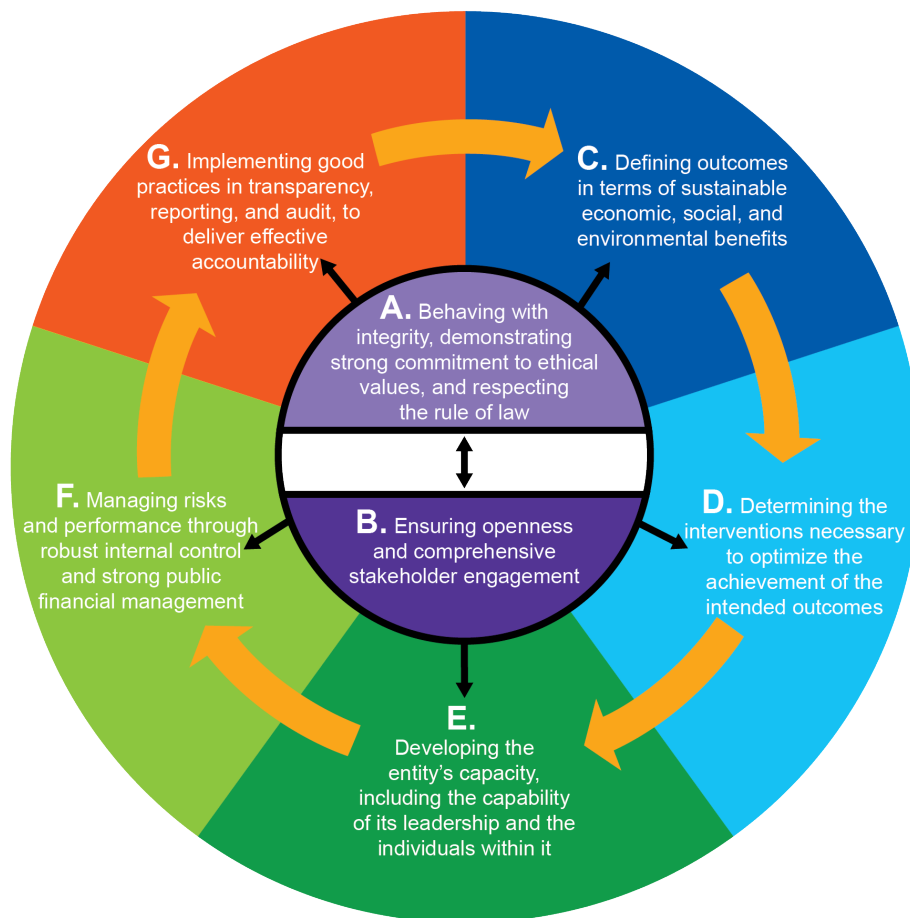 A. Behaving with
integrity, demonstrating
strong commitment to ethical
values, and respecting
the rule of law
B. Ensuring openness
and comprehensive
stakeholder engagement
C. Defining outcomes
in terms of sustainable
economic, social, and
environmental benefits
D. Determining the
interventions necessary
to optimize the
achievement of the
intended outcomes
E.
Developing the
entity’s capacity,
including the capability
of its leadership and the
individuals within it
F. Managing risks
and performance through
robust internal control
and strong public
financial management
G. Implementing good
practices in transparency,
reporting, and audit, to
deliver effective
accountability